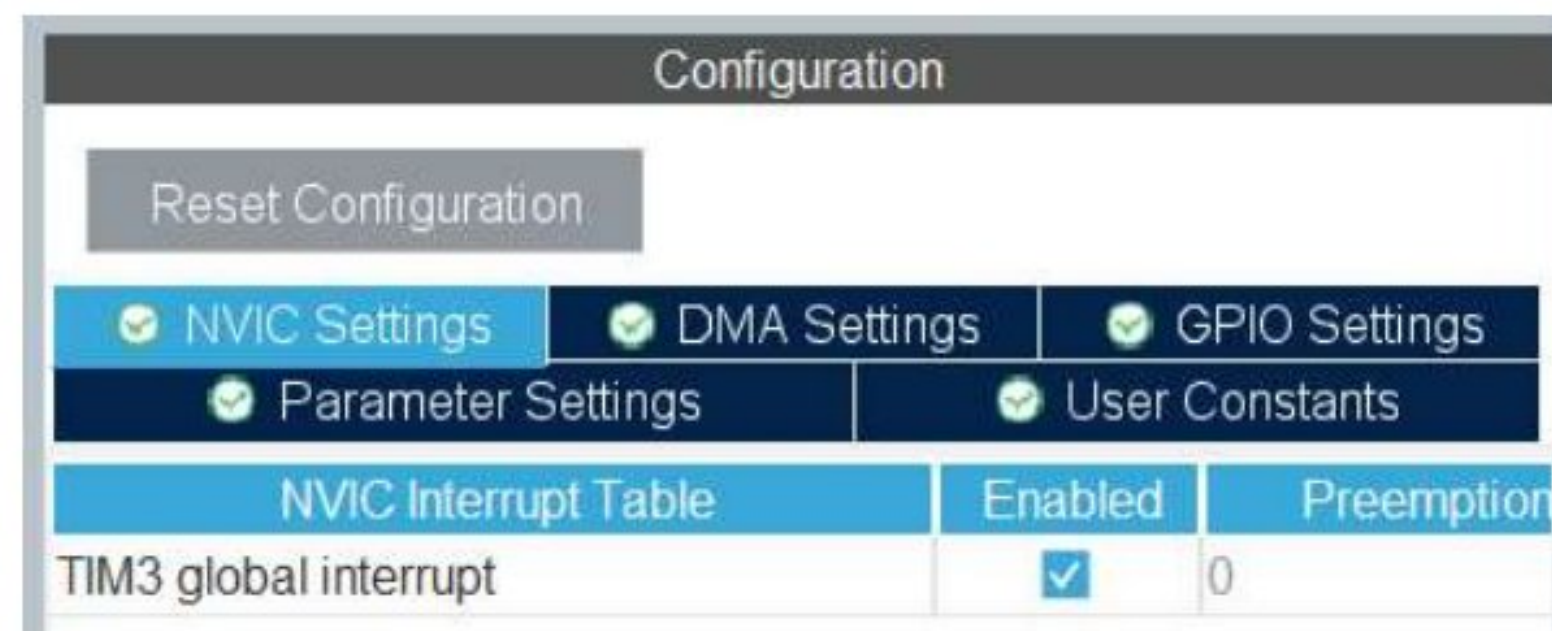 Configuration
Reset Configuration
NVIC Settings DMA Settings GPIO Settings
Parameter Settings User Constants
NVIC Interrupt Table Enabled Preemption
TIM3 global interrupt 0